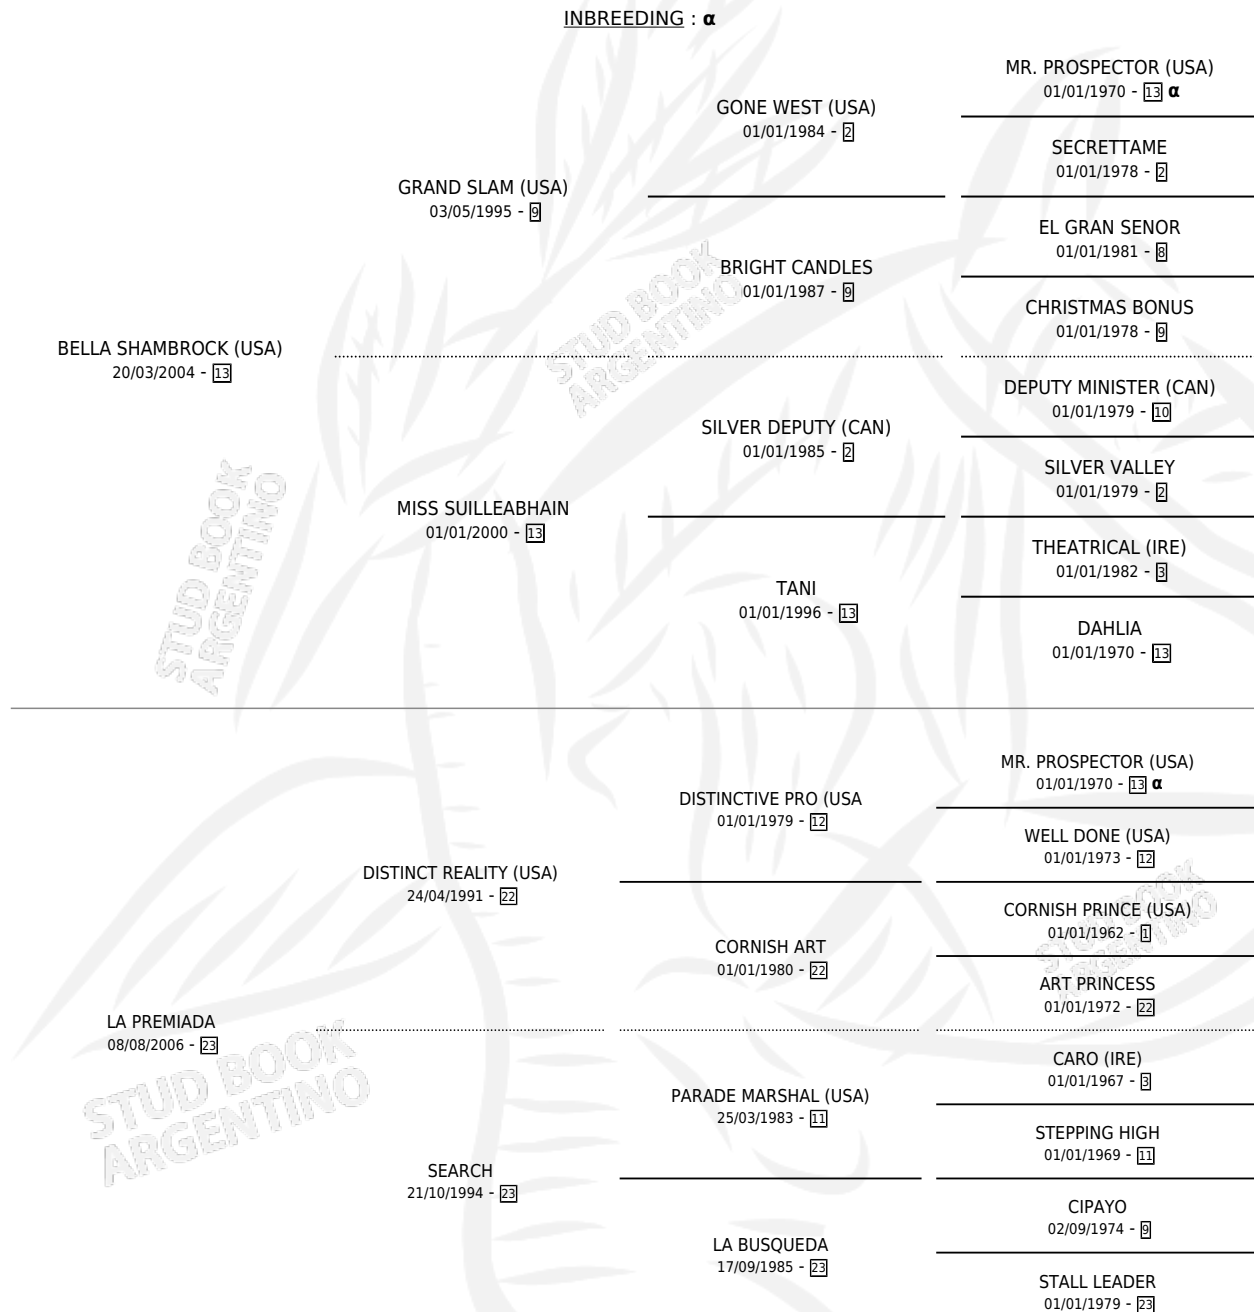 INBREEDING : α
MR. PROSPECTOR (USA)
01/01/1970 - 13 α
GONE WEST (USA)
01/01/1984 - 2
SECRETTAME
01/01/1978 - 2
GRAND SLAM (USA)
03/05/1995 - 9
EL GRAN SENOR
01/01/1981 - 8
BRIGHT CANDLES
01/01/1987 - 9
CHRISTMAS BONUS
01/01/1978 - 9
BELLA SHAMBROCK (USA)
20/03/2004 - 13
DEPUTY MINISTER (CAN)
01/01/1979 - 10
SILVER DEPUTY (CAN)
01/01/1985 - 2
SILVER VALLEY
01/01/1979 - 2
MISS SUILLEABHAIN
01/01/2000 - 13
THEATRICAL (IRE)
01/01/1982 - 3
TANI
01/01/1996 - 13
DAHLIA
01/01/1970 - 13
MR. PROSPECTOR (USA)
01/01/1970 - 13 α
DISTINCTIVE PRO (USA
01/01/1979 - 12
WELL DONE (USA)
01/01/1973 - 12
DISTINCT REALITY (USA)
24/04/1991 - 22
CORNISH PRINCE (USA)
01/01/1962 - 1
CORNISH ART
01/01/1980 - 22
ART PRINCESS
01/01/1972 - 22
LA PREMIADA
08/08/2006 - 23
CARO (IRE)
01/01/1967 - 3
PARADE MARSHAL (USA)
25/03/1983 - 11
STEPPING HIGH
01/01/1969 - 11
SEARCH
21/10/1994 - 23
CIPAYO
02/09/1974 - 9
LA BUSQUEDA
17/09/1985 - 23
STALL LEADER
01/01/1979 - 23
STUD BOOK
ARGENTINO
STUD BOOK
ARGENTINO
STUD BOOK
ARGENTINO
STUD BOOK
ARGENTINO